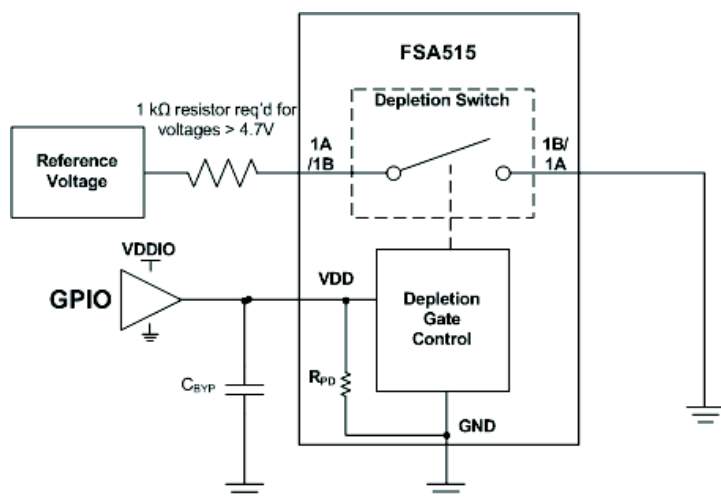 FSA515
Depletion Switch
1 kΩ resistor req'd for
voltages > 4.7V
1A
/1B
1B/
1A
Reference
Voltage
VDDIO
GPIO
VDD
Depletion
Gate
Control
CBYP
RPD
GND